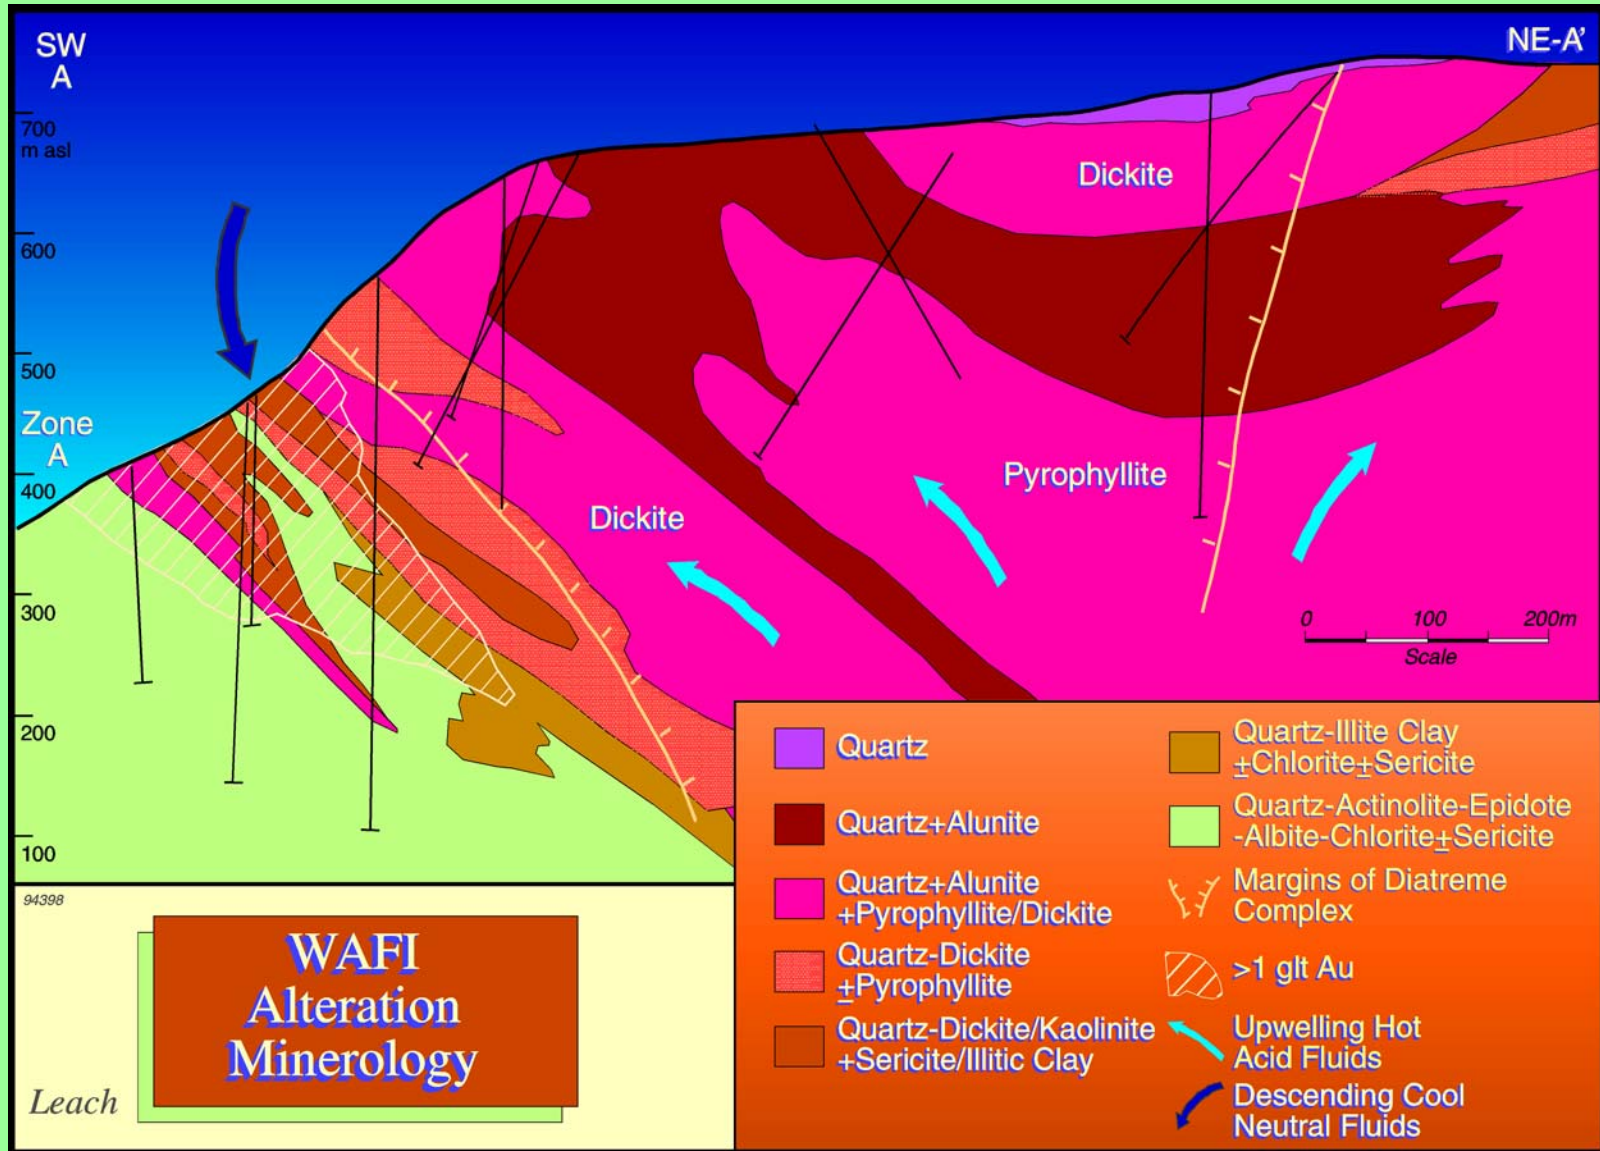 SW
A
NE-A'
700
m asl
600
500
Zone
A
400
300
200
100
Dickite
Pyrophyllite
Dickite
0 100 200m
Scale
Quartz
Quartz+Alunite
Quartz+Alunite
+Pyrophyllite/Dickite
Quartz-Dickite
±Pyrophyllite
Quartz-Dickite/Kaolinite
+Sericite/Illitic Clay
Quartz-Illite Clay
±Chlorite±Sericite
Quartz-Actinolite-Epidote
-Albite-Chlorite±Sericite
Margins of Diatreme
Complex
>1 glt Au
Upwelling Hot
Acid Fluids
Descending Cool
Neutral Fluids
94398
WAFI
Alteration
Minerology
Leach